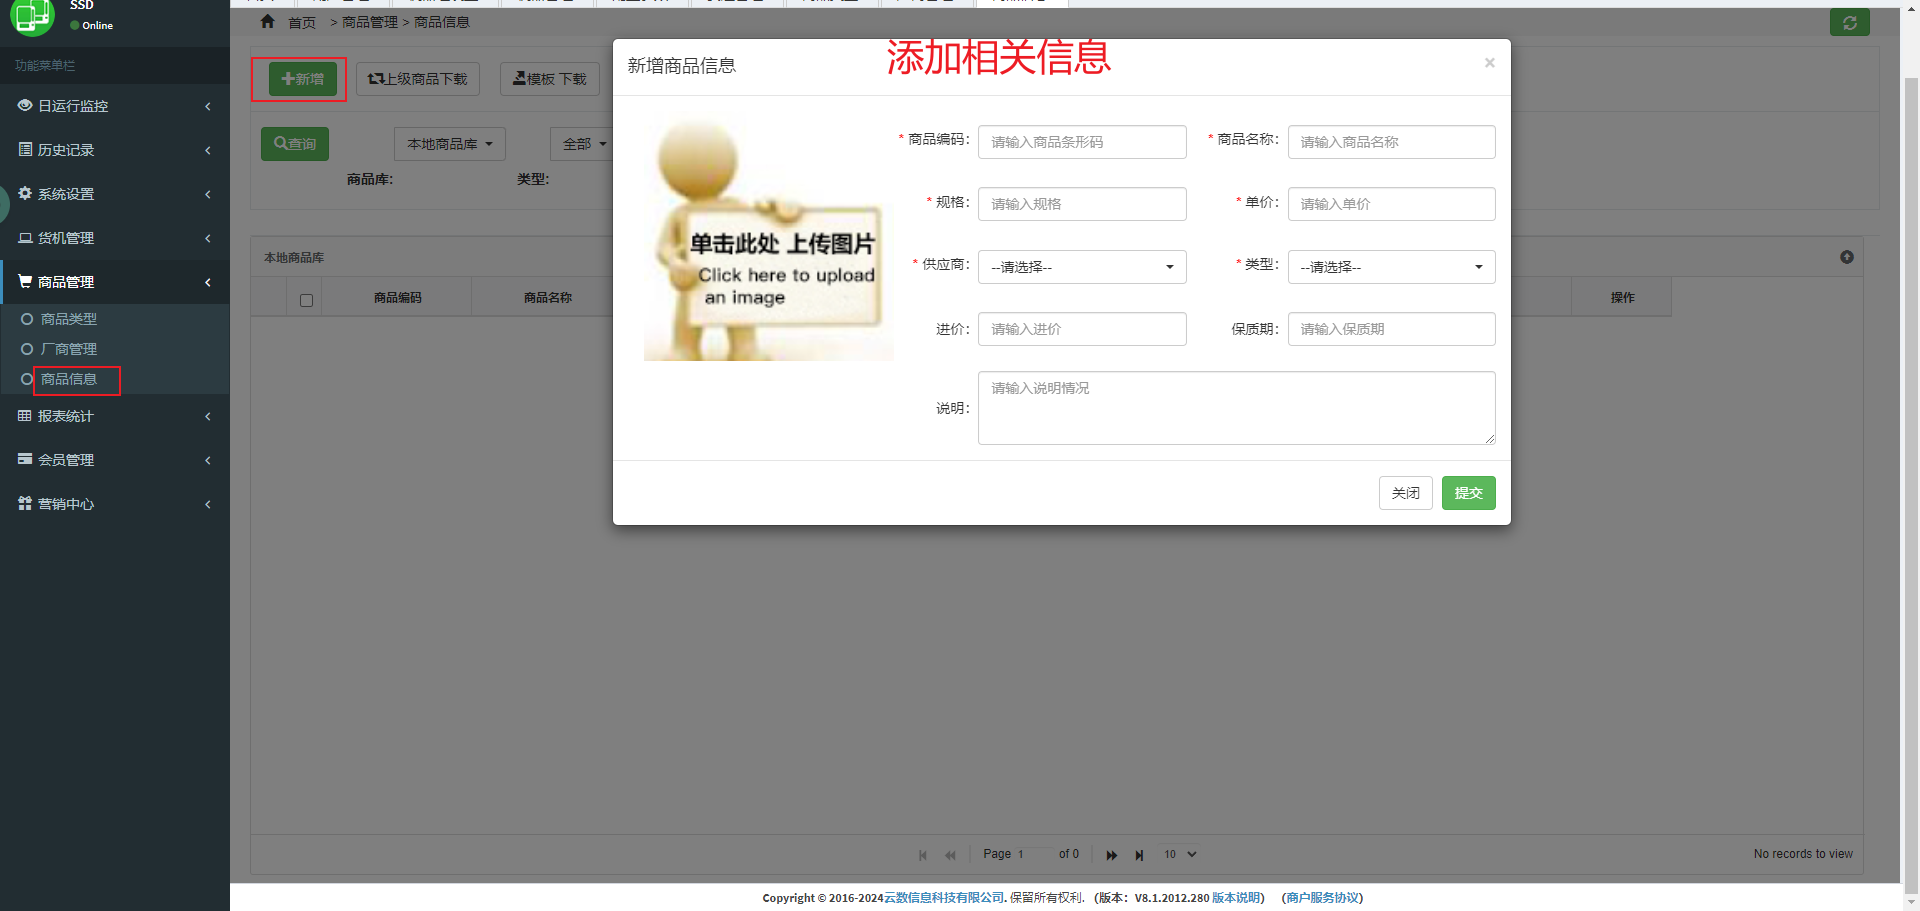 SSD
Online
功能菜单栏
日运行监控
历史记录
系统设置
货机管理
商品管理
商品类型
厂商管理
商品信息
报表统计
会员管理
营销中心
首页 > 商品管理 > 商品信息
新增
上级商品下载
模板 下载
查询
本地商品库
全部
商品库:
类型:
本地商品库
商品编码
商品名称
操作
添加相关信息
新增商品信息
×
单击此处 上传图片
Click here to upload
an image
* 商品编码: 请输入商品条形码
* 商品名称: 请输入商品名称
* 规格: 请输入规格
* 单价: 请输入单价
* 供应商: --请选择--
* 类型: --请选择--
进价: 请输入进价
保质期: 请输入保质期
说明: 请输入说明情况
关闭
提交
Page 1 of 0
10
No records to view
Copyright © 2016-2024云数信息科技有限公司. 保留所有权利. (版本: V8.1.2012.280 版本说明) (商户服务协议)